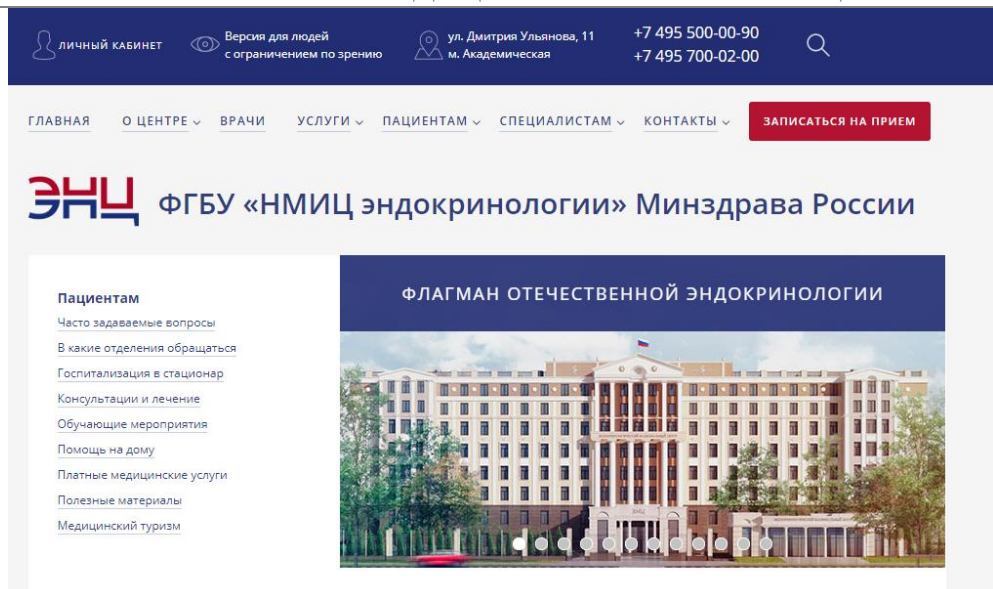 ЛИЧНЫЙ КАБИНЕТ
Версия для людей
с ограничением по зрению
ул. Дмитрия Ульянова, 11
м. Академическая
+7 495 500-00-90
+7 495 700-02-00
ГЛАВНАЯ О ЦЕНТРЕ ВРАЧИ УСЛУГИ ПАЦИЕНТАМ СПЕЦИАЛИСТАМ КОНТАКТЫ ЗАПИСАТЬСЯ НА ПРИЕМ
ЭНЦ ФГБУ «НМИЦ эндокринологии» Минздрава России
ФЛАГМАН ОТЕЧЕСТВЕННОЙ ЭНДОКРИНОЛОГИИ
Пациентам
Часто задаваемые вопросы
В какие отделения обращаться
Госпитализация в стационар
Консультации и лечение
Обучающие мероприятия
Помощь на дому
Платные медицинские услуги
Полезные материалы
Медицинский туризм